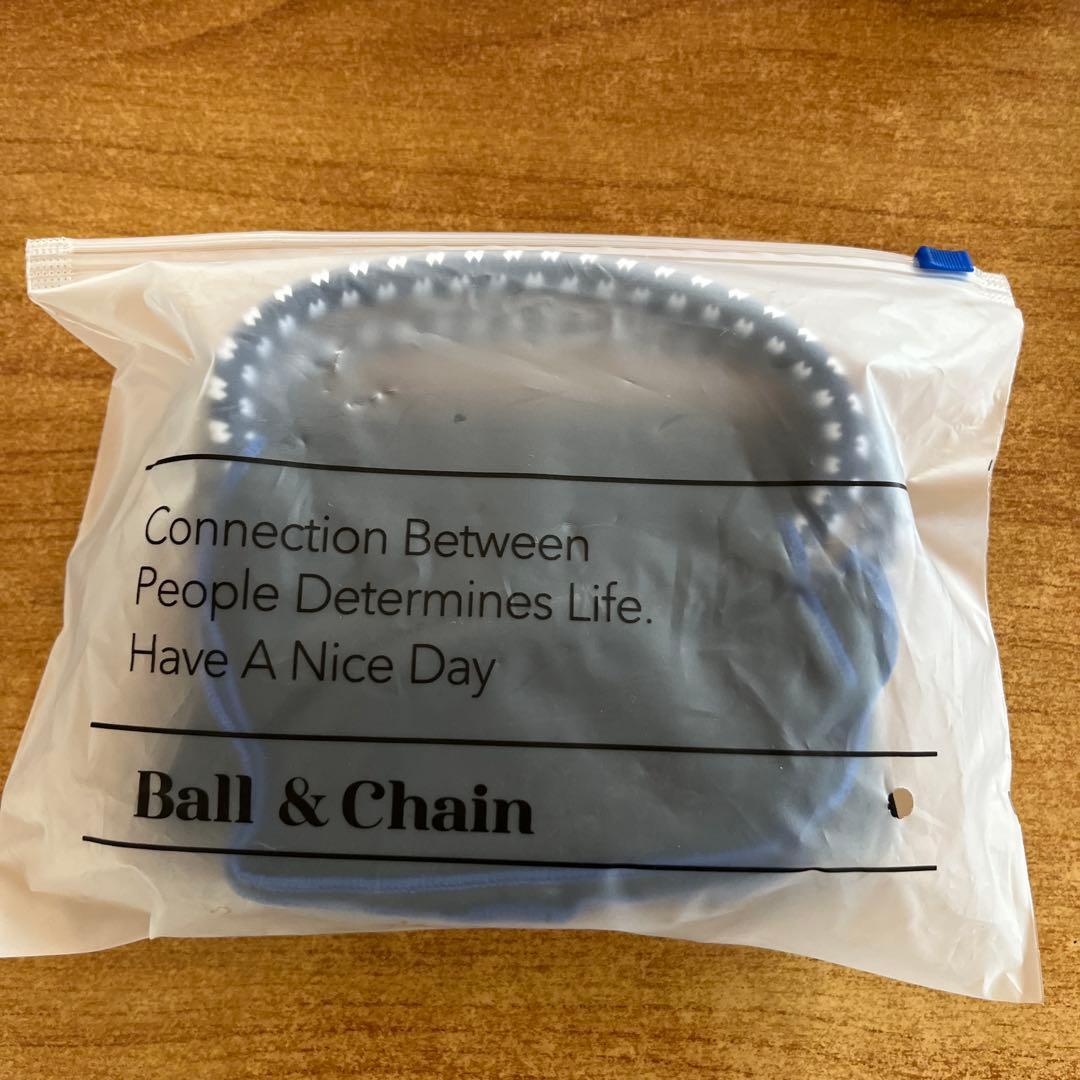 Connection Between
People Determines Life.
Have A Nice Day
Ball & Chain